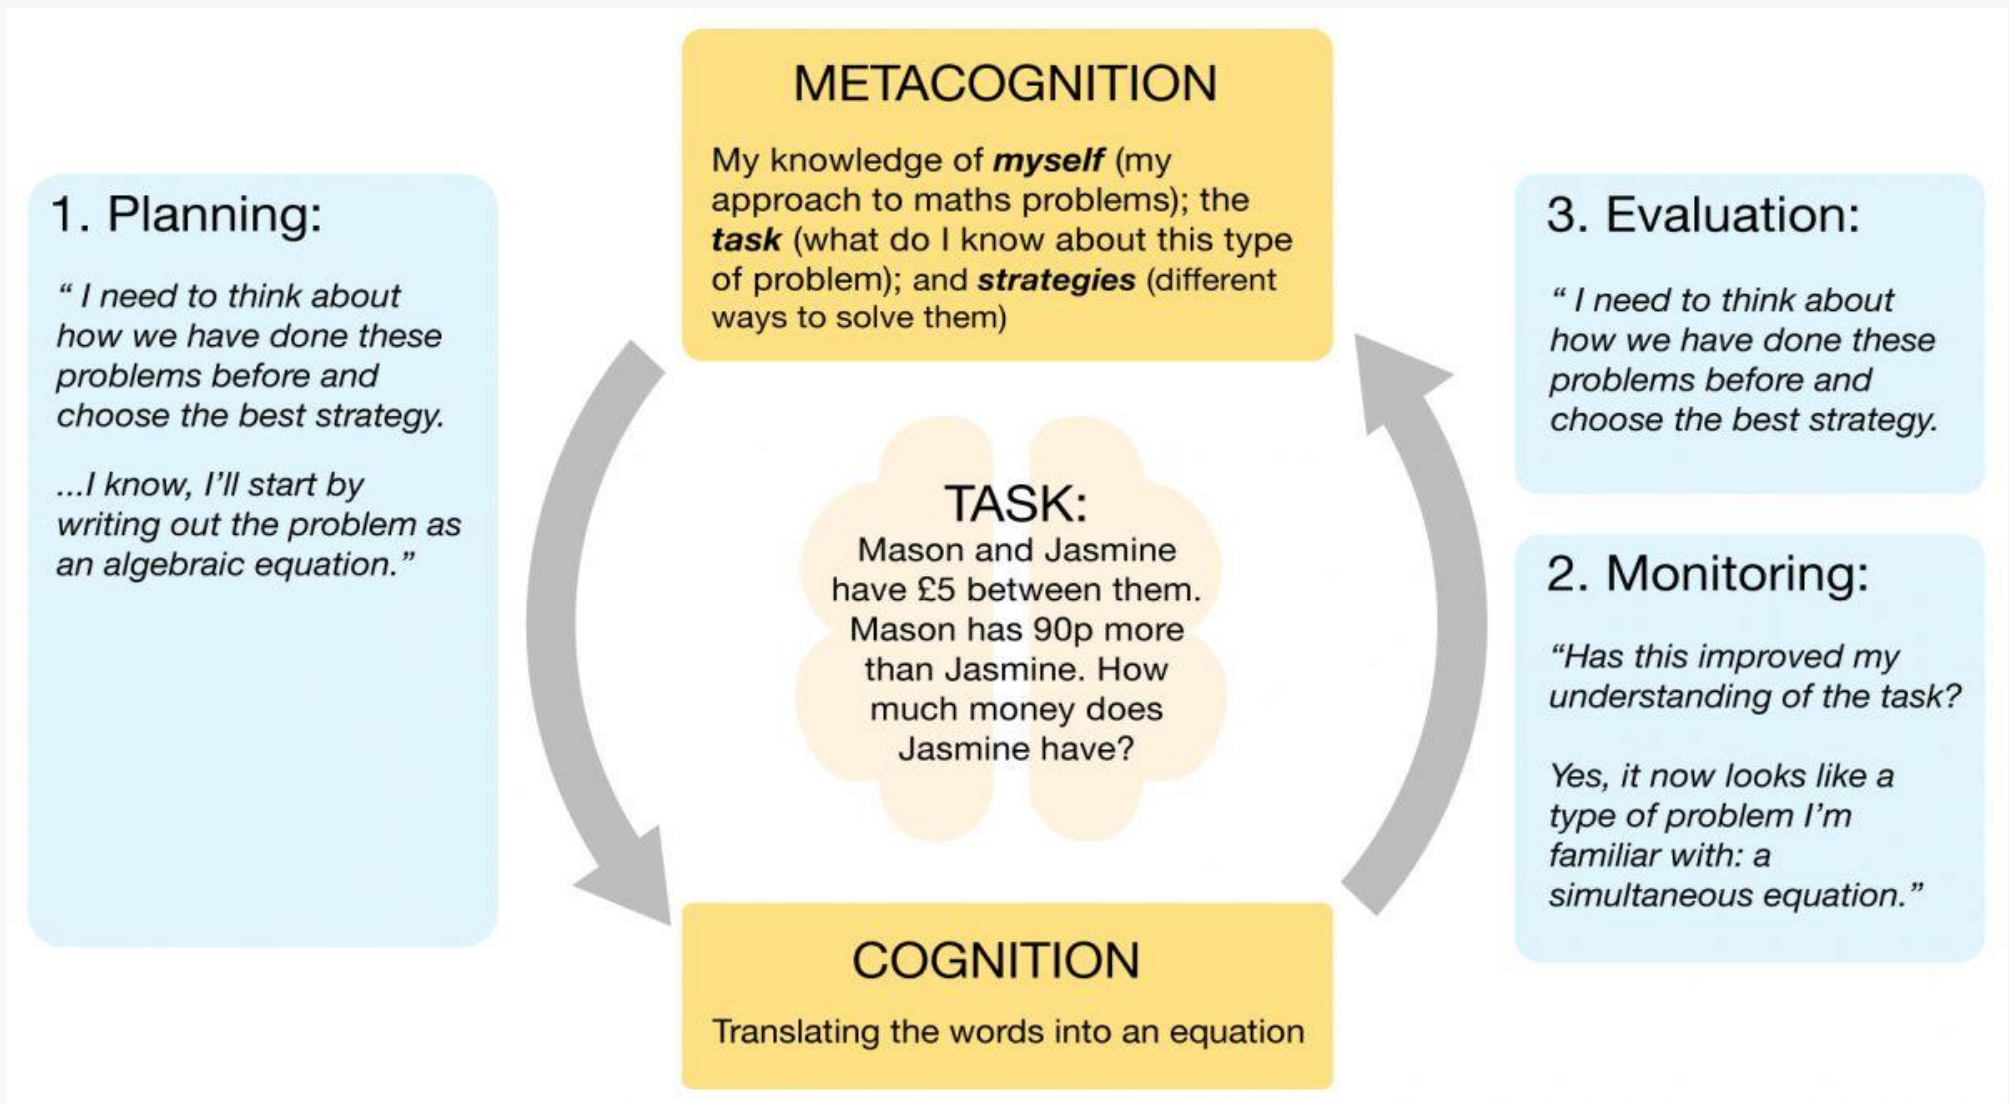 METACOGNITION
My knowledge of myself (my
approach to maths problems); the
task (what do I know about this type
of problem); and strategies (different
ways to solve them)
1. Planning:
“ I need to think about
how we have done these
problems before and
choose the best strategy.
...I know, I’ll start by
writing out the problem as
an algebraic equation.”
TASK:
Mason and Jasmine
have £5 between them.
Mason has 90p more
than Jasmine. How
much money does
Jasmine have?
3. Evaluation:
“ I need to think about
how we have done these
problems before and
choose the best strategy.
2. Monitoring:
“Has this improved my
understanding of the task?
Yes, it now looks like a
type of problem I’m
familiar with: a
simultaneous equation.”
COGNITION
Translating the words into an equation